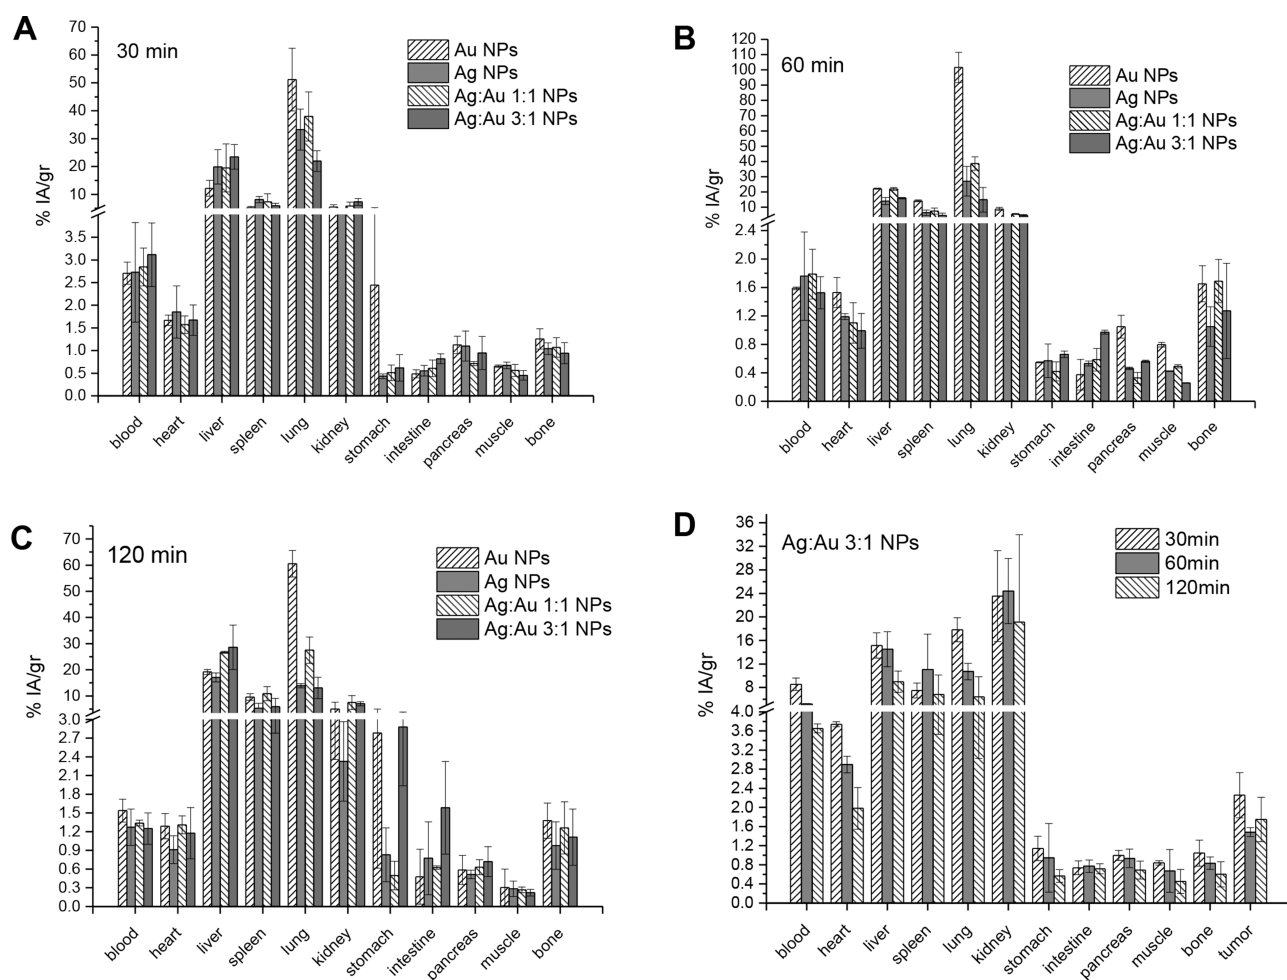 A
30 min
Au NPs
Ag NPs
Ag:Au 1:1 NPs
Ag:Au 3:1 NPs
% IA/gr
70
60
50
40
30
20
10
3.5
3.0
2.5
2.0
1.5
1.0
0.5
0.0
blood
heart
liver
spleen
lung
kidney
stomach
intestine
pancreas
muscle
bone
B
60 min
Au NPs
Ag NPs
Ag:Au 1:1 NPs
Ag:Au 3:1 NPs
% IA/gr
120
110
100
90
80
70
60
50
40
30
20
10
2.4
2.0
1.6
1.2
0.8
0.4
0.0
blood
heart
liver
spleen
lung
kidney
stomach
intestine
pancreas
muscle
bone
C
120 min
Au NPs
Ag NPs
Ag:Au 1:1 NPs
Ag:Au 3:1 NPs
% IA/gr
70
60
50
40
30
20
10
3.0
2.7
2.4
2.1
1.8
1.5
1.2
0.9
0.6
0.3
0.0
blood
heart
liver
spleen
lung
kidney
stomach
intestine
pancreas
muscle
bone
D
Ag:Au 3:1 NPs
30min
60min
120min
% IA/gr
36
32
28
24
20
16
12
8
4.0
3.6
3.2
2.8
2.4
2.0
1.6
1.2
0.8
0.4
0.0
blood
heart
liver
spleen
lung
kidney
stomach
intestine
pancreas
muscle
bone
tumor